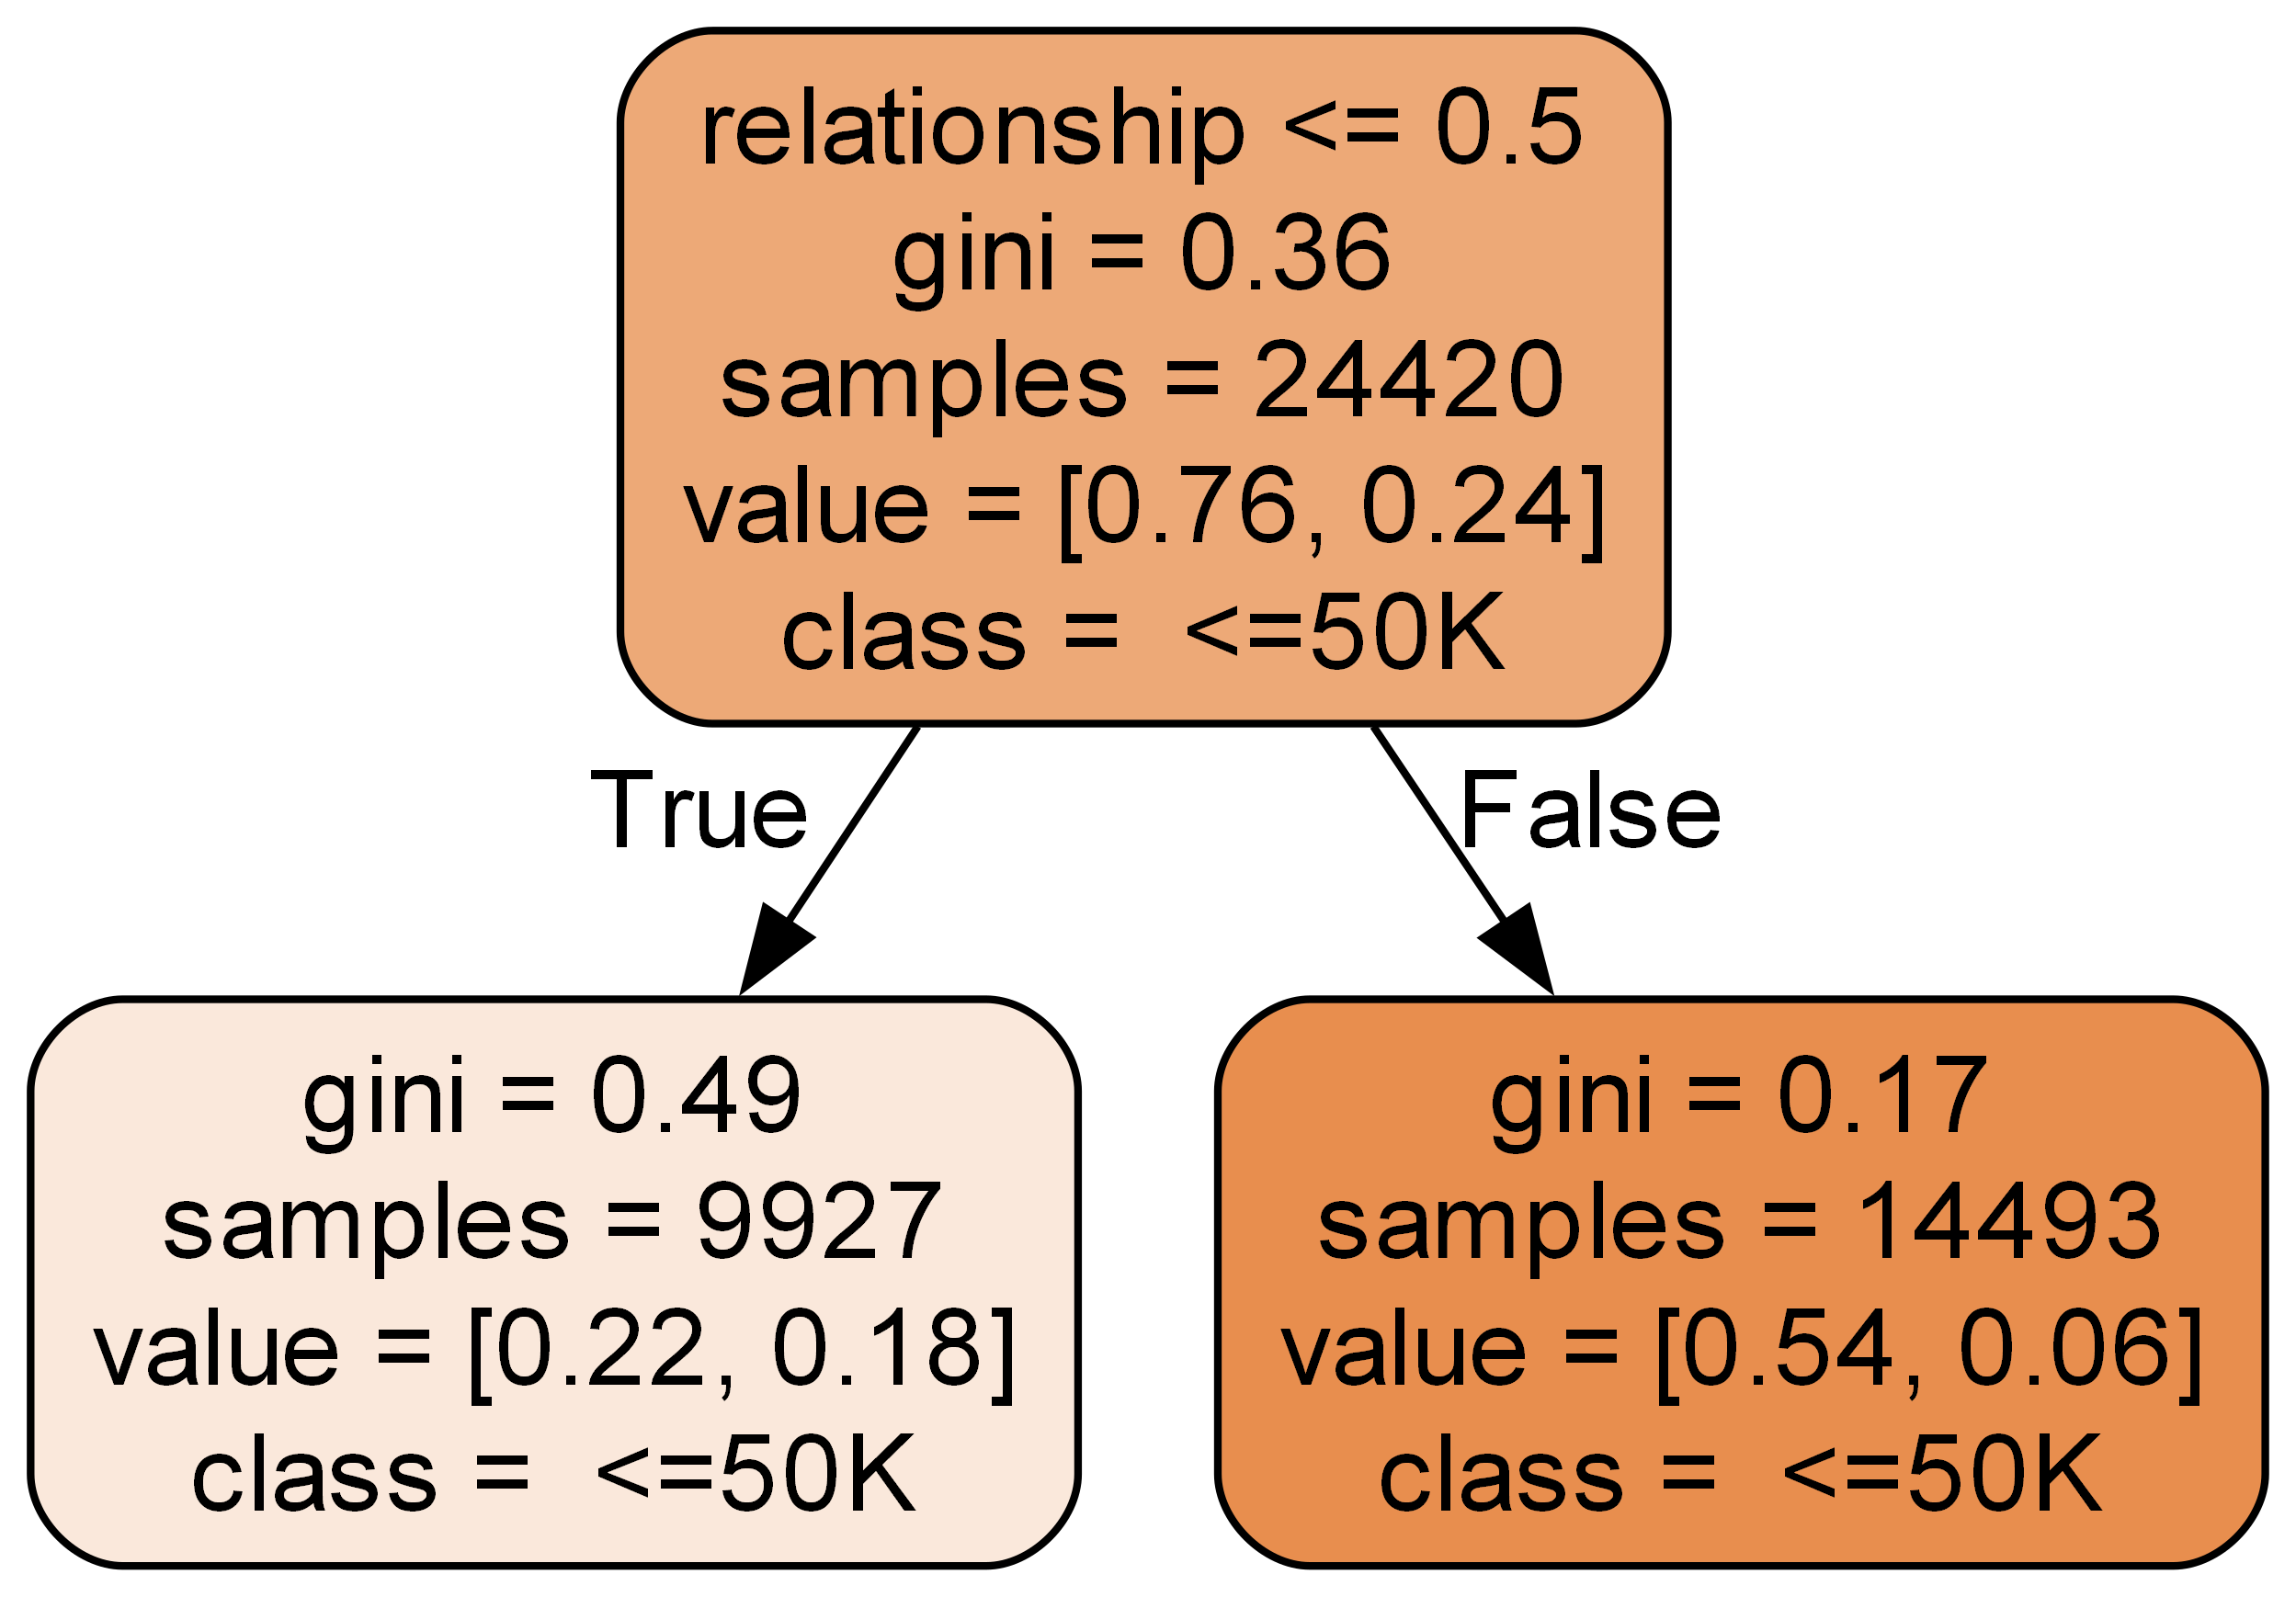 relationship <= 0.5
gini = 0.36
samples = 24420
value = [0.76, 0.24]
class =  <=50K
True
False
gini = 0.49
samples = 9927
value = [0.22, 0.18]
class =  <=50K
gini = 0.17
samples = 14493
value = [0.54, 0.06]
class =  <=50K